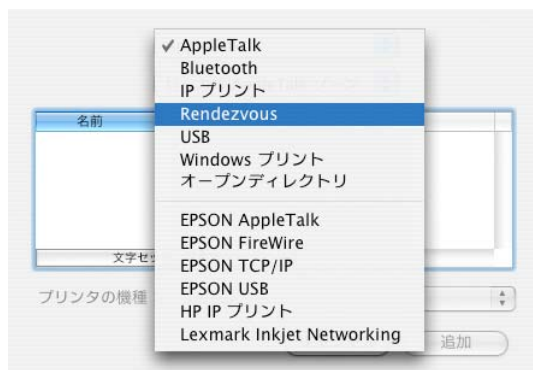 AppleTalk
Bluetooth
IP プリント
Rendezvous
名前
USB
Windows プリント
オープンディレクトリ
EPSON AppleTalk
EPSON FireWire
文字セ
EPSON TCP/IP
EPSON USB
プリンタの機種
HP IP プリント
Lexmark Inkjet Networking
追加